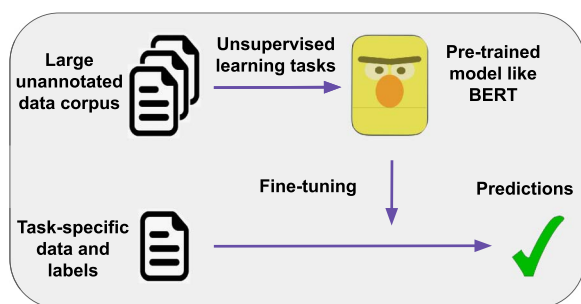 Large
unannotated
data corpus
Unsupervised
learning tasks
Pre-trained
model like
BERT
Fine-tuning
Predictions
Task-specific
data and
labels